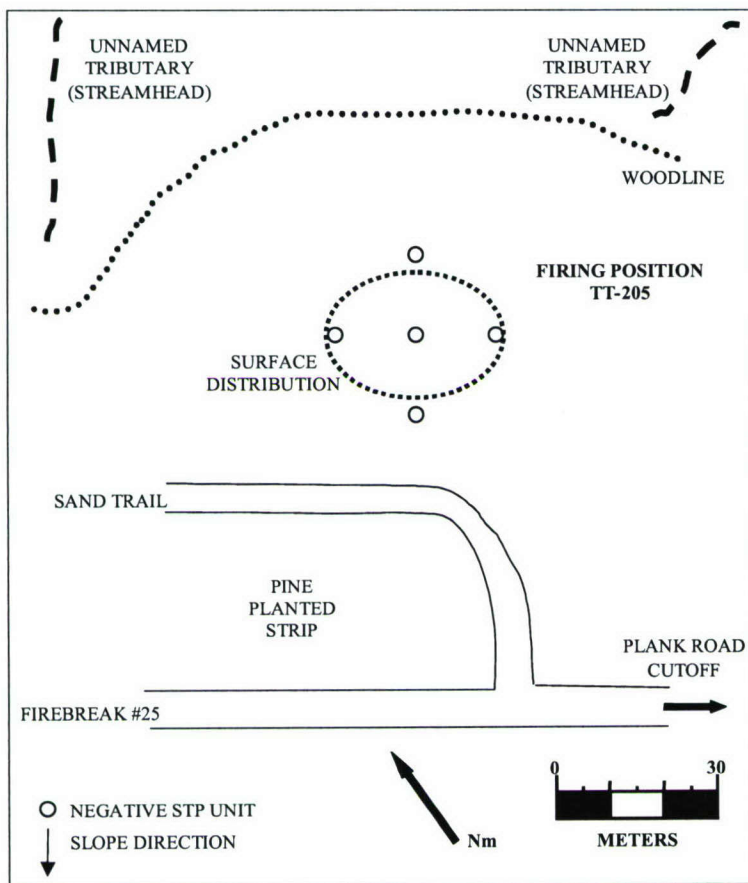 UNNAMED
TRIBUTARY
(STREAMHEAD)
UNNAMED
TRIBUTARY
(STREAMHEAD)
WOODLINE
FIRING POSITION
TT-205
SURFACE
DISTRIBUTION
SAND TRAIL
PINE
PLANTED
STRIP
PLANK ROAD
CUTOFF
FIREBREAK #25
0 30
METERS
Nm
NEGATIVE STP UNIT
SLOPE DIRECTION